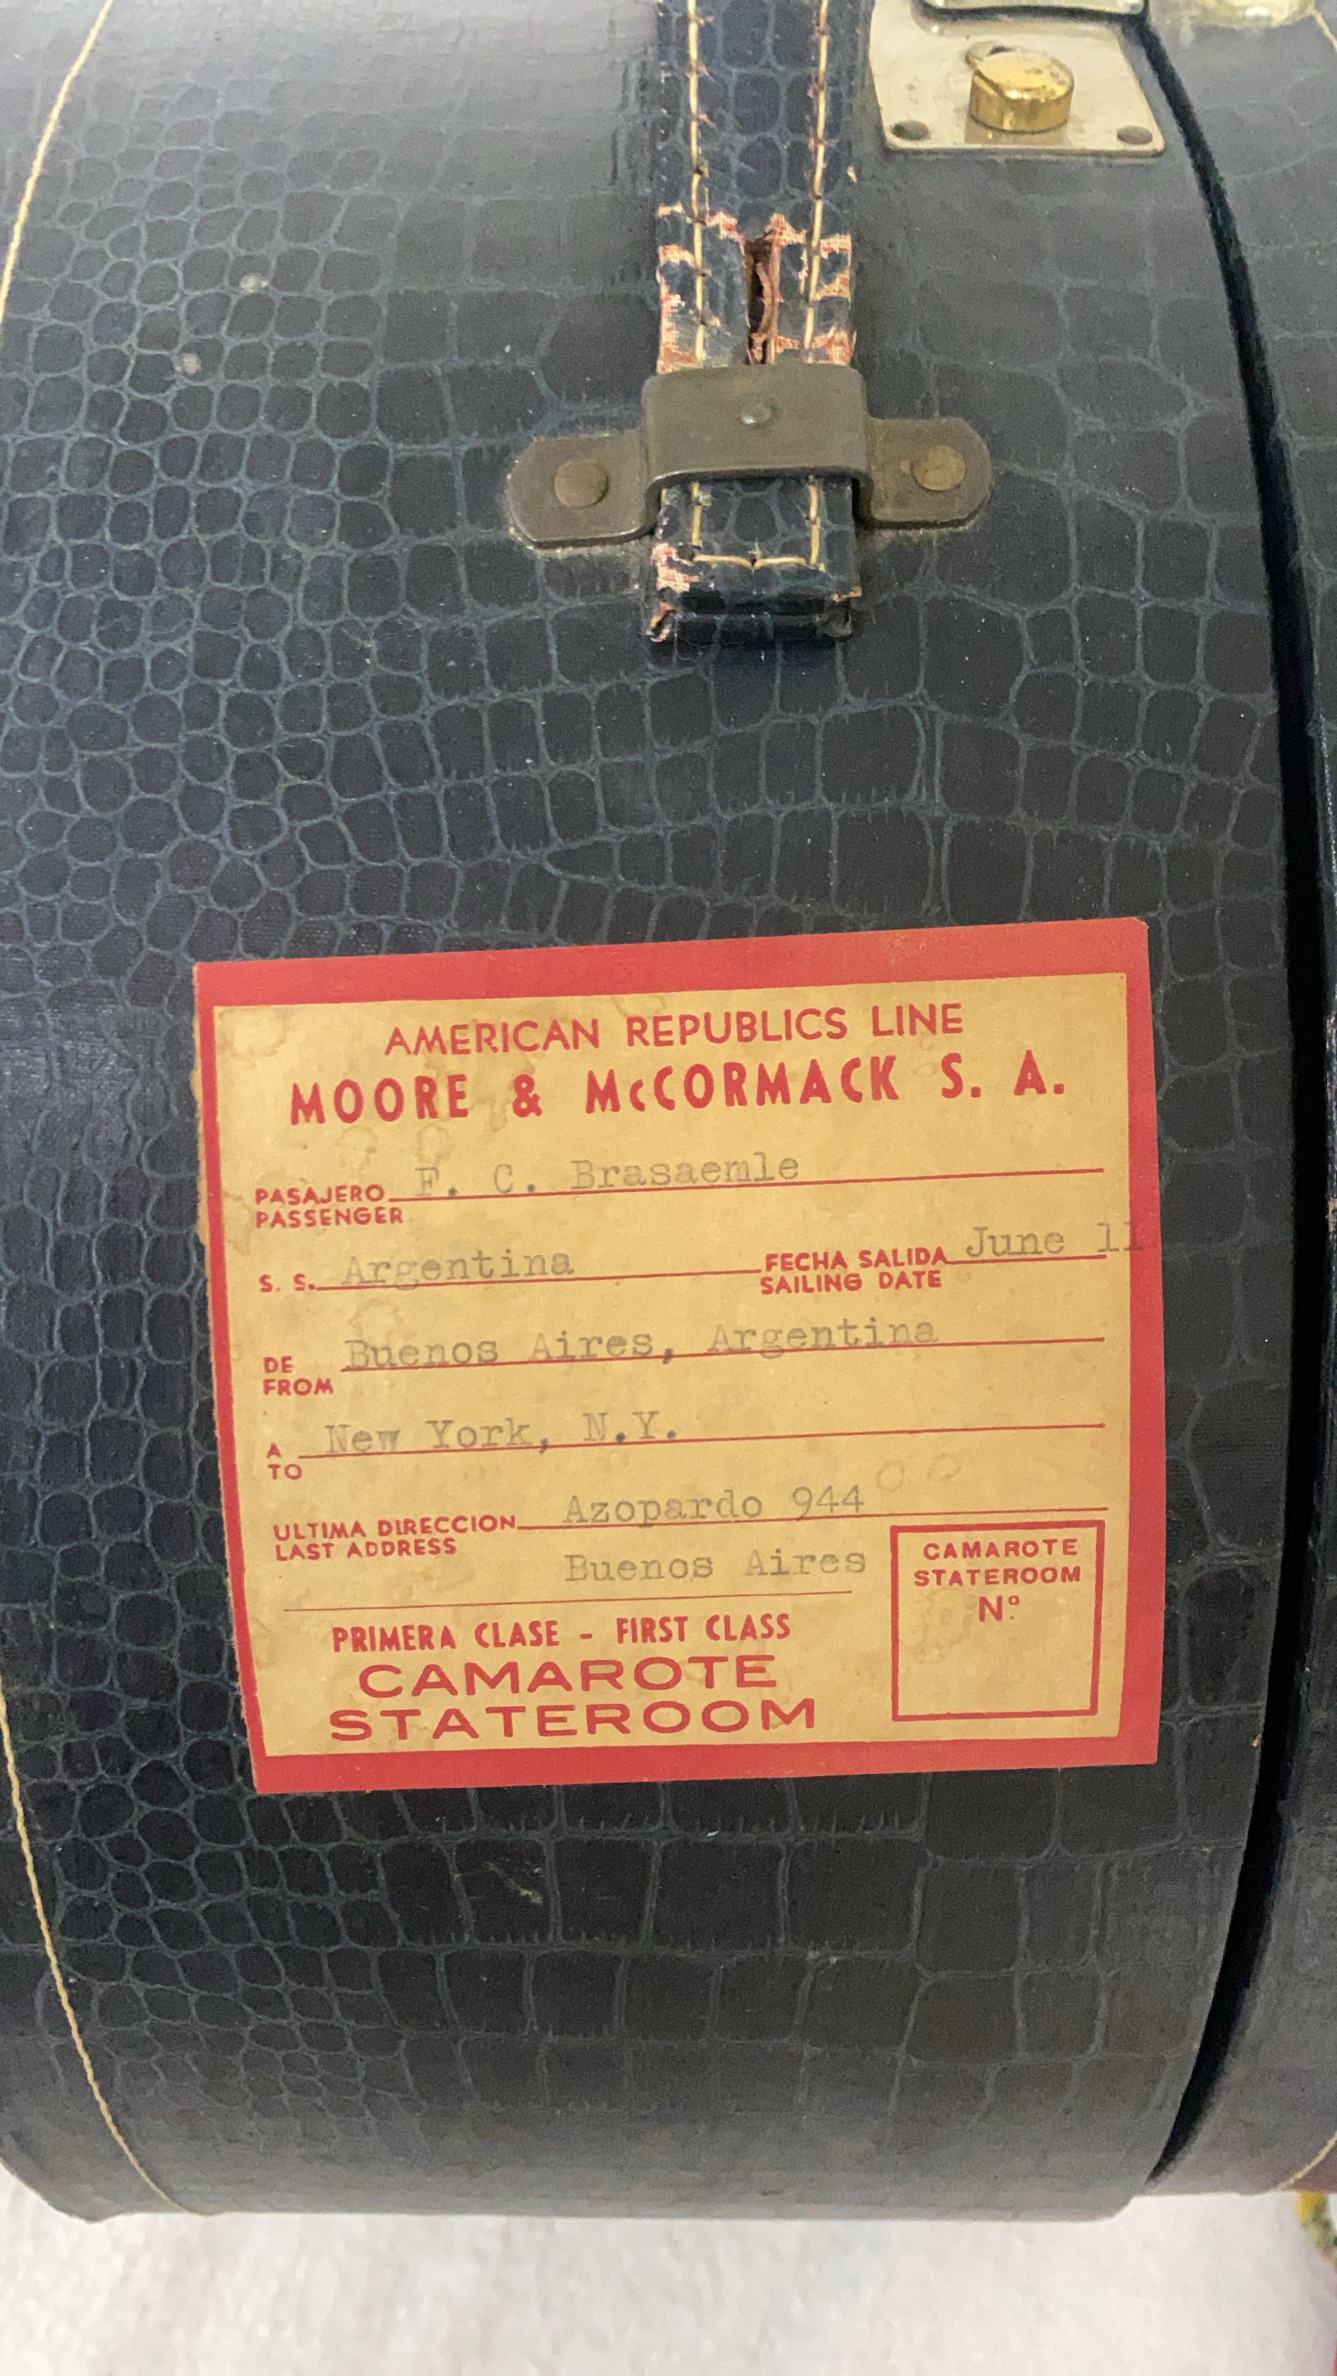 AMERICAN REPUBLICS LINE
MOORE & McCORMACK S. A.
PASAJERO F. C. Brasaemle
PASSENGER
S. S. Argentina FECHA SALIDA June 11
SAILING DATE
DE Buenos Aires, Argentina
FROM
A New York, N.Y.
TO
ULTIMA DIRECCION Azopardo 944
LAST ADDRESS
Buenos Aires
CAMAROTE
STATEROOM
Nº
PRIMERA CLASE - FIRST CLASS
CAMAROTE
STATEROOM